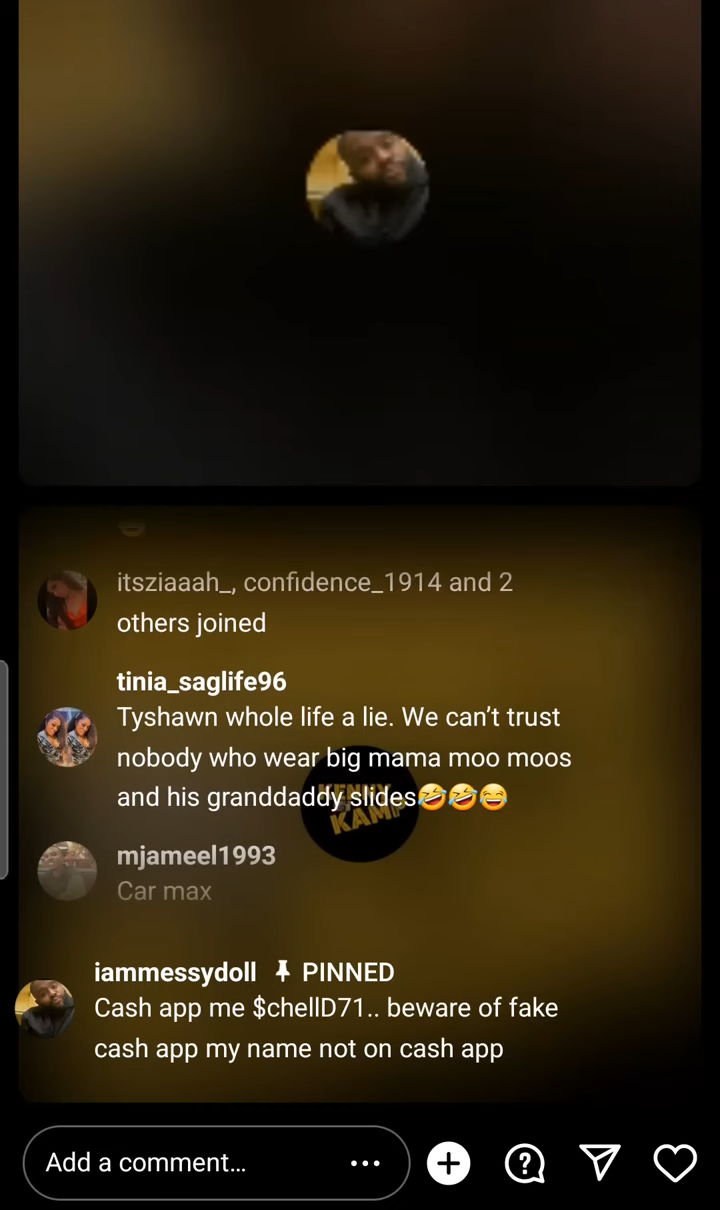 itsziaaah_, confidence_1914 and 2
others joined
tinia_saglife96
Tyshawn whole life a lie. We can’t trust
nobody who wear big mama moo moos
and his granddaddy slides🤣🤣😂
KENNY
KAMP
mjameel1993
Car max
iammessydoll 📌 PINNED
Cash app me $chellD71.. beware of fake
cash app my name not on cash app
Add a comment...